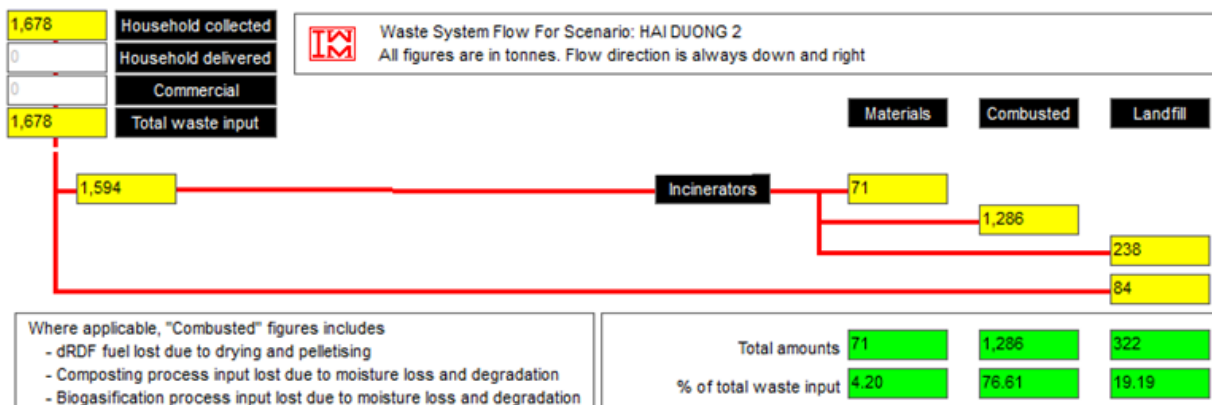 1,678 Household collected
0 Household delivered
0 Commercial
1,678 Total waste input
IWM
Waste System Flow For Scenario: HAI DUONG 2
All figures are in tonnes. Flow direction is always down and right
Materials Combusted Landfill
1,594 Incinerators 71
1,286
238
84
Where applicable, "Combusted" figures includes
- dRDF fuel lost due to drying and pelletising
- Composting process input lost due to moisture loss and degradation
- Biogasification process input lost due to moisture loss and degradation
Total amounts 71 1,286 322
% of total waste input 4.20 76.61 19.19